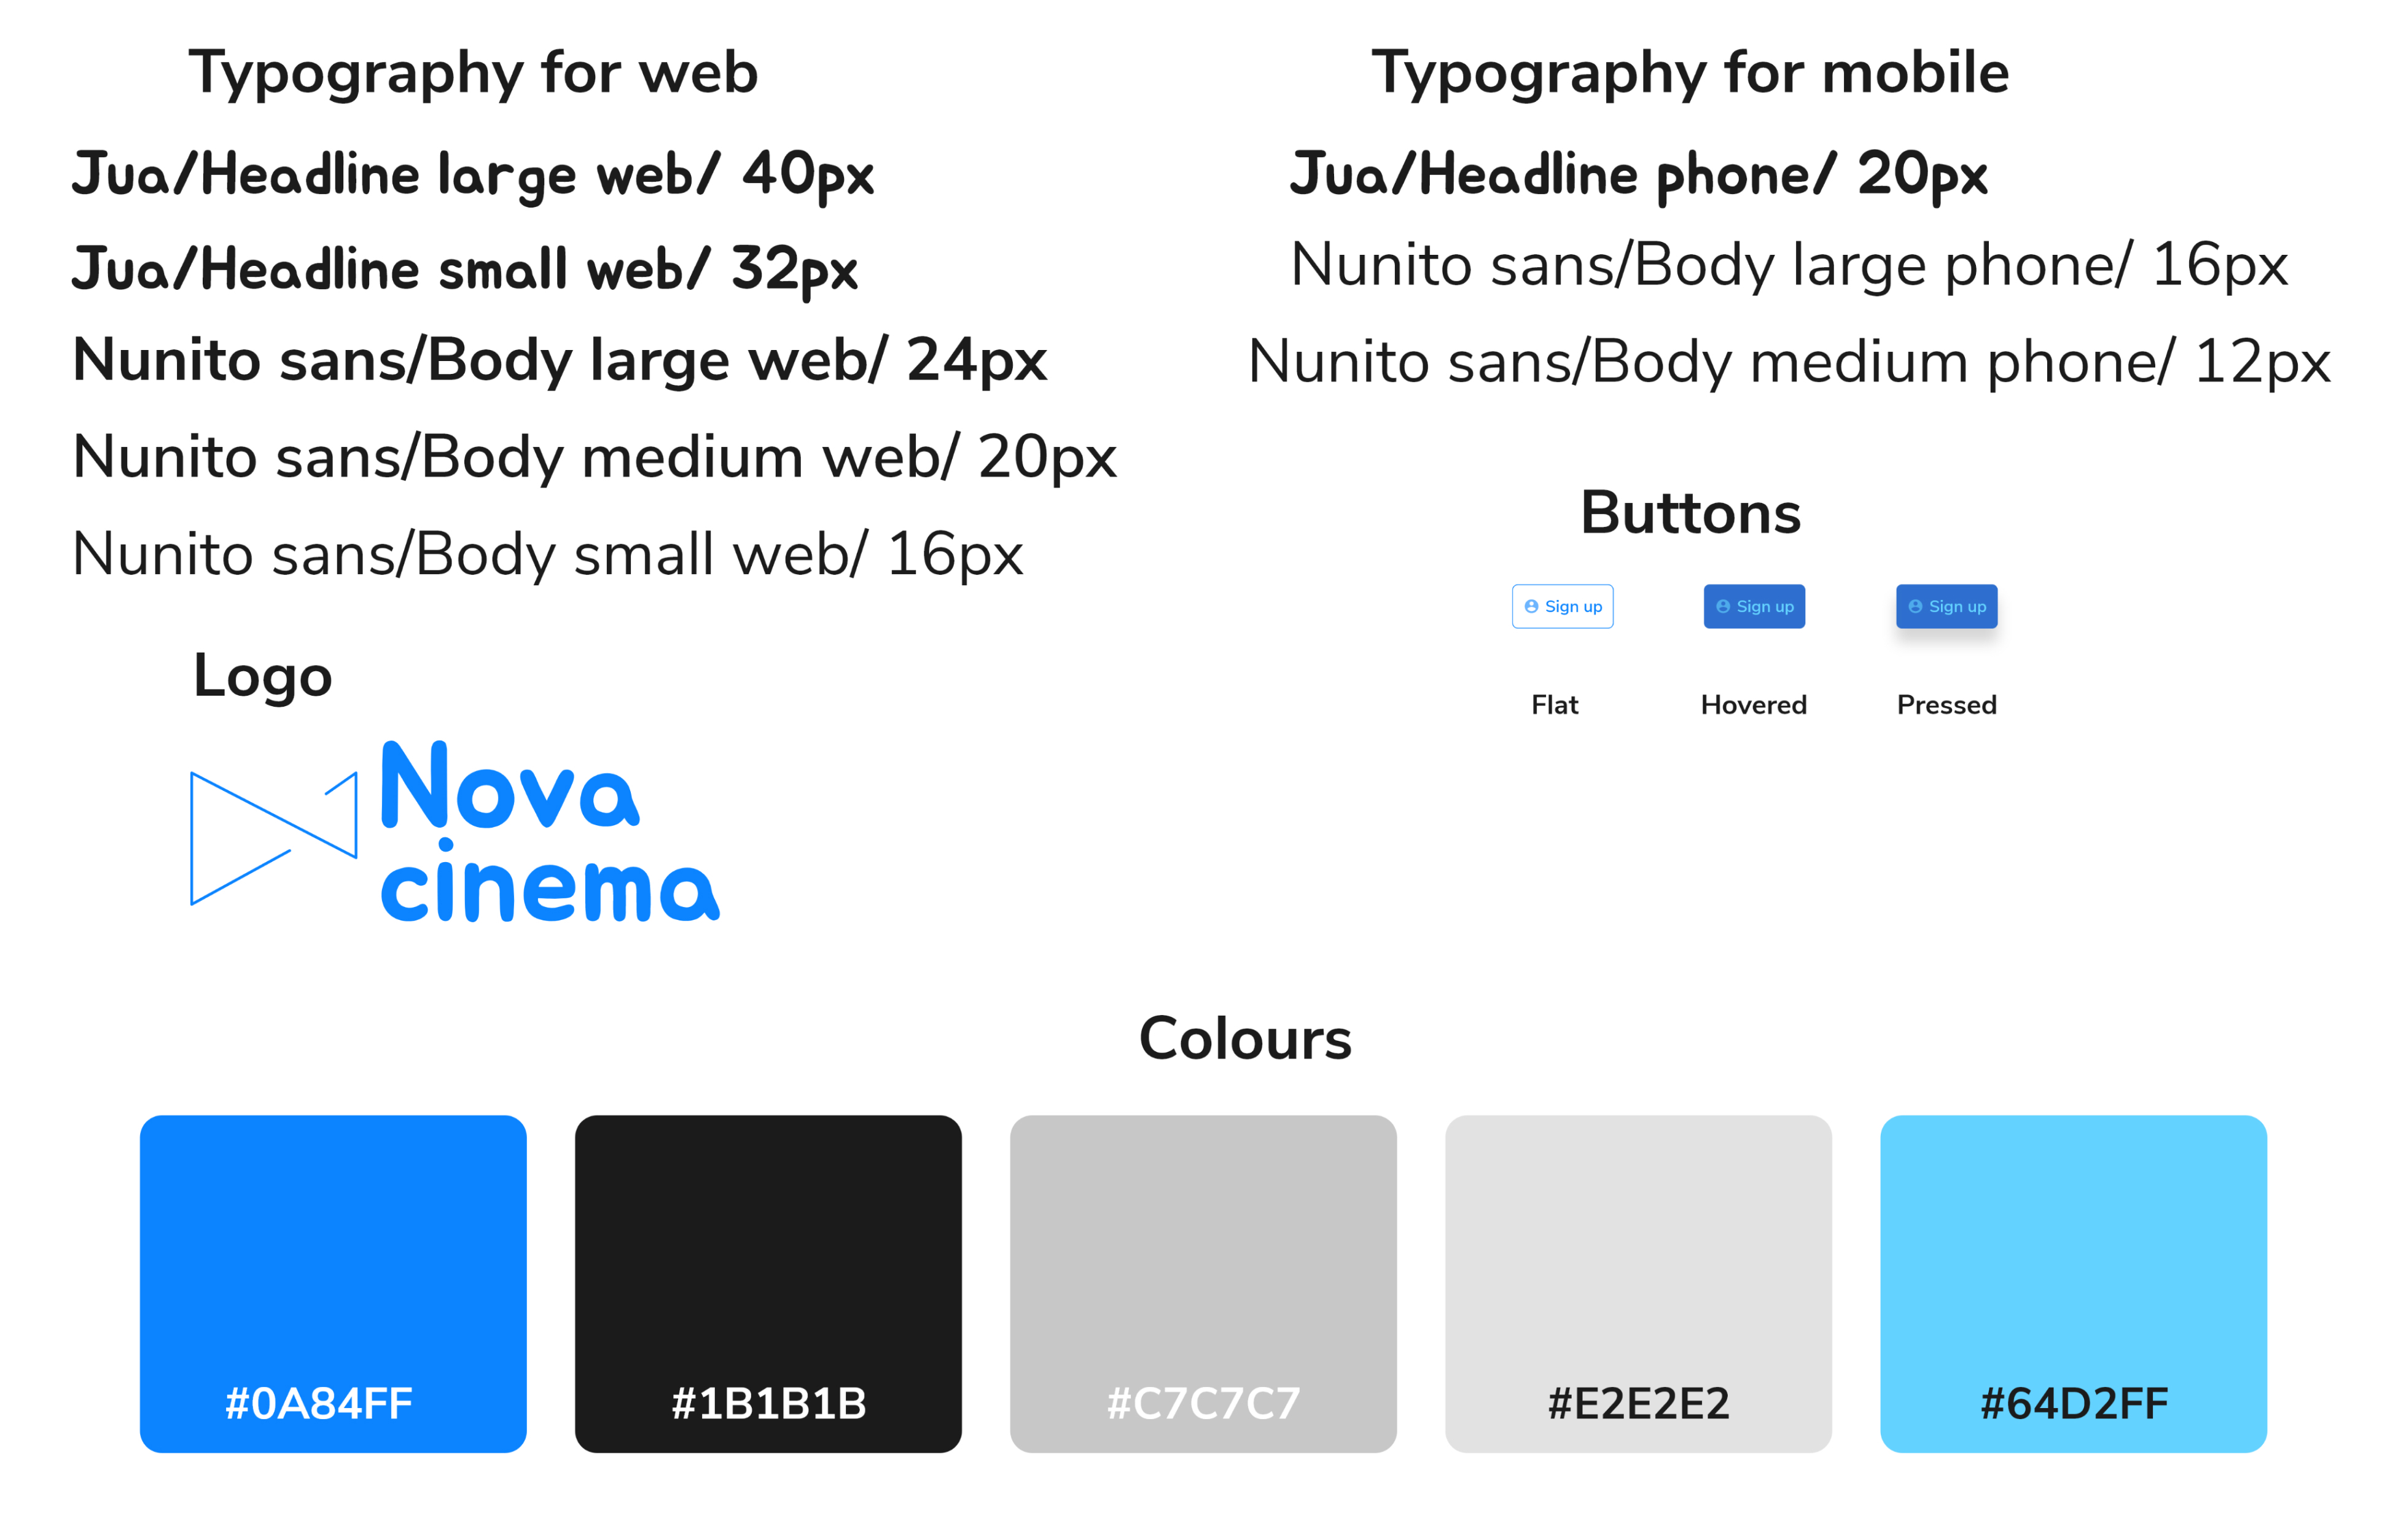 Typography for web
Jua/Headline large web/ 40px
Jua/Headline small web/ 32px
Nunito sans/Body large web/ 24px
Nunito sans/Body medium web/ 20px
Nunito sans/Body small web/ 16px
Typography for mobile
Jua/Headline phone/ 20px
Nunito sans/Body large phone/ 16px
Nunito sans/Body medium phone/ 12px
Buttons
Sign up
Sign up
Sign up
Flat
Hovered
Pressed
Logo
Nova
cinema
Colours
#0A84FF
#1B1B1B
#C7C7C7
#E2E2E2
#64D2FF